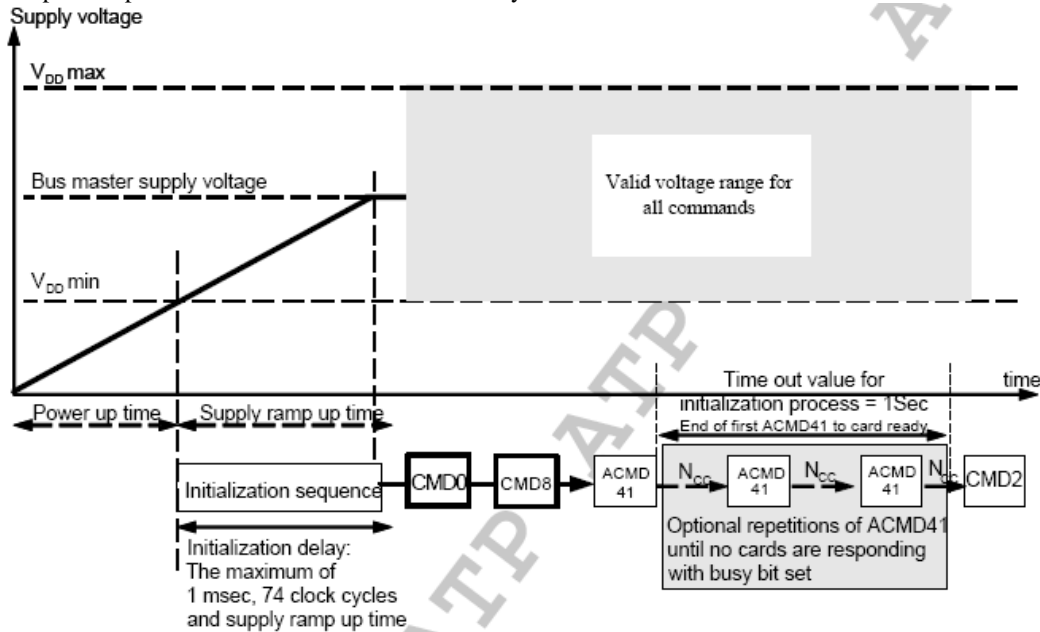 Supply voltage
V_DD max
Bus master supply voltage
Valid voltage range for
all commands
V_DD min
time
Power up time
Supply ramp up time
Time out value for
initialization process = 1Sec
End of first ACMD41 to card ready
Initialization sequence
CMD0
CMD8
ACMD
41
N_CC
ACMD
41
N_CC
ACMD
41
N_CC
CMD2
Optional repetitions of ACMD41
until no cards are responding
with busy bit set
Initialization delay:
The maximum of
1 msec, 74 clock cycles
and supply ramp up time
ATP
ATP